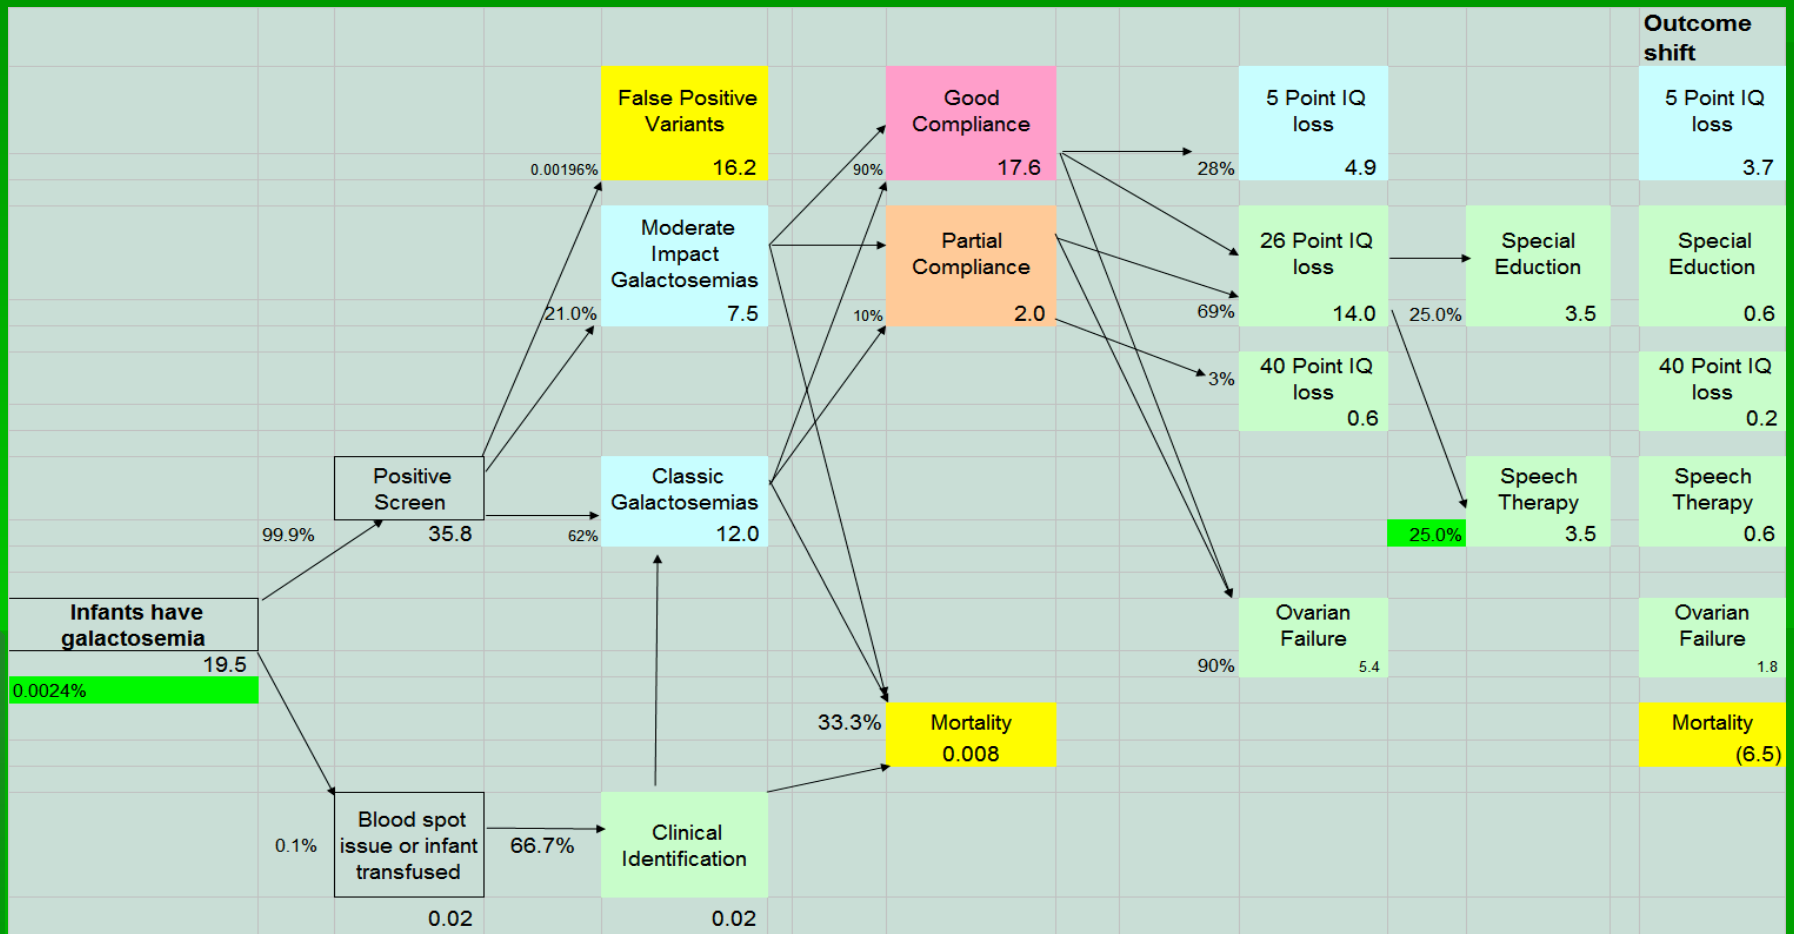 Outcome
shift
False Positive
Variants
0.00196%
16.2
Good
Compliance
90%
17.6
5 Point IQ
loss
28%
4.9
5 Point IQ
loss
3.7
Moderate
Impact
Galactosemias
21.0%
7.5
Partial
Compliance
10%
2.0
26 Point IQ
loss
69%
14.0
Special
Eduction
25.0%
3.5
Special
Eduction
0.6
3%
40 Point IQ
loss
0.6
40 Point IQ
loss
0.2
Positive
Screen
99.9%
35.8
Classic
Galactosemias
62%
12.0
Speech
Therapy
25.0%
3.5
Speech
Therapy
0.6
Infants have
galactosemia
19.5
0.0024%
Ovarian
Failure
90%
5.4
Ovarian
Failure
1.8
33.3%
Mortality
0.008
Mortality
(6.5)
0.1%
Blood spot
issue or infant
transfused
0.02
66.7%
Clinical
Identification
0.02